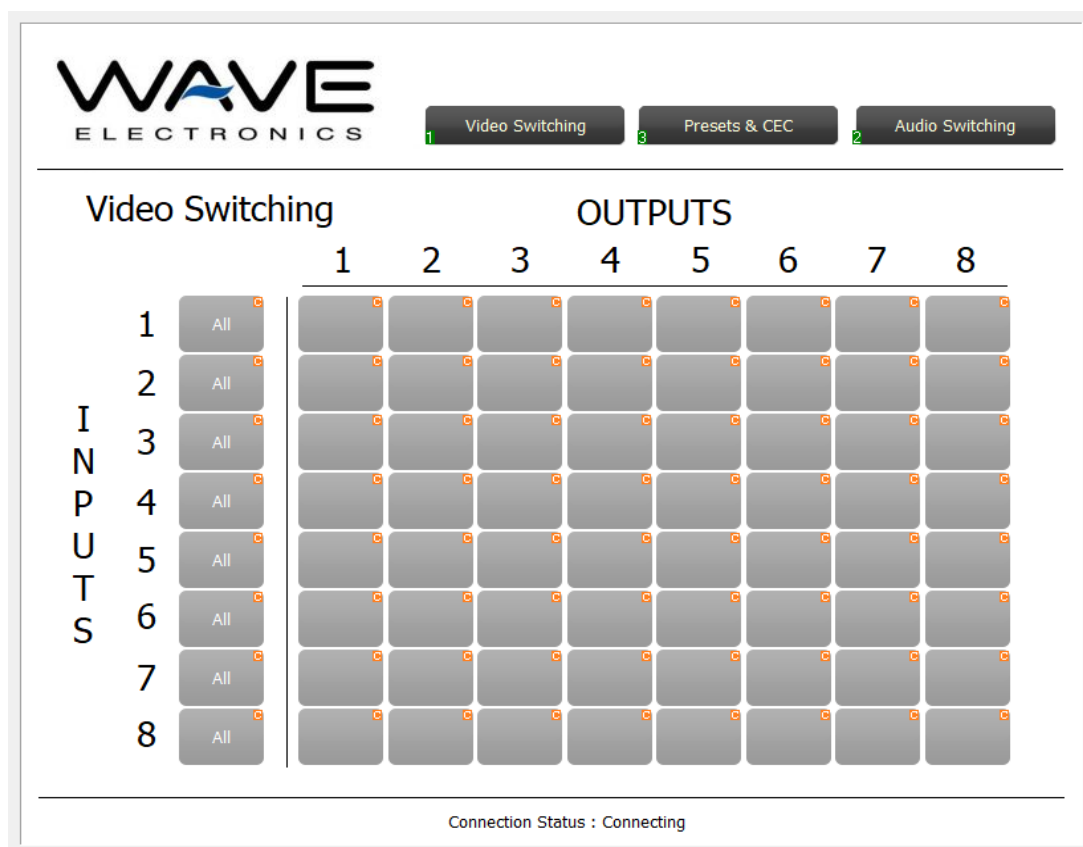 WAVE
ELECTRONICS
1 Video Switching
3 Presets & CEC
2 Audio Switching
Video Switching
OUTPUTS
1 2 3 4 5 6 7 8
INPUTS
1 All C C C C C C C C C
2 All C C C C C C C C C
3 All C C C C C C C C C
4 All C C C C C C C C C
5 All C C C C C C C C C
6 All C C C C C C C C C
7 All C C C C C C C C C
8 All C C C C C C C C C
Connection Status : Connecting